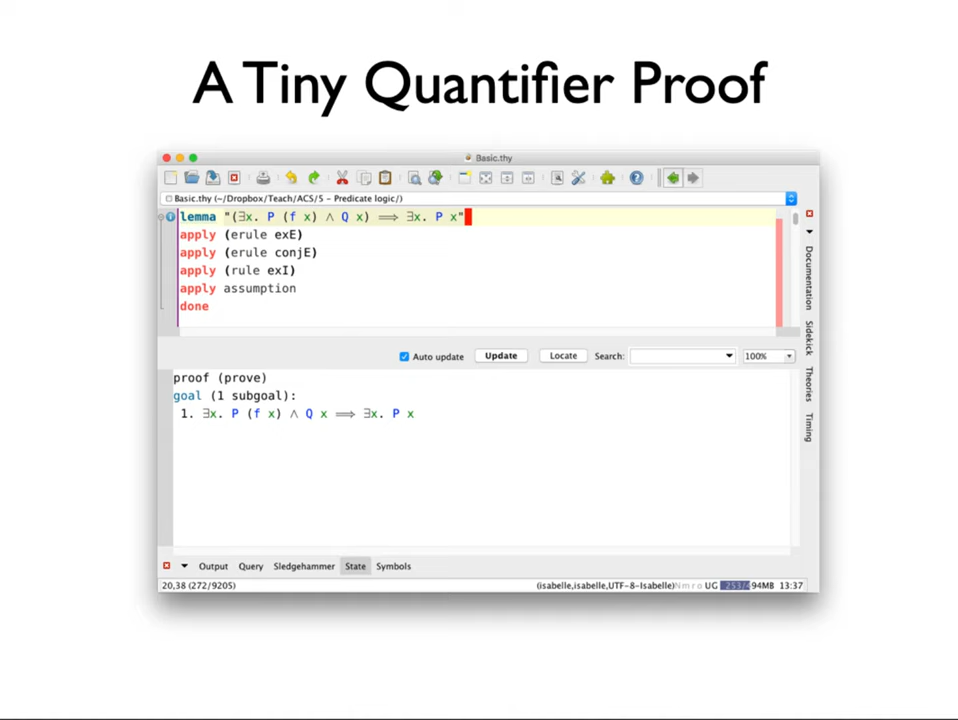 A Tiny Quantifier Proof
Basic.thy
Basic.thy (~/Dropbox/Teach/ACS/5 - Predicate logic/)
lemma "(∃x. P (f x) ∧ Q x) ⟹ ∃x. P x"
apply (erule exE)
apply (erule conjE)
apply (rule exI)
apply assumption
done
Auto update Update Locate Search: 100%
proof (prove)
goal (1 subgoal):
1. ∃x. P (f x) ∧ Q x ⟹ ∃x. P x
Documentation
Sidekick
Theories
Timing
Output Query Sledgehammer State Symbols
20,38 (272/9205) (isabelle,isabelle,UTF-8-Isabelle)N m r o UG 94MB 13:37